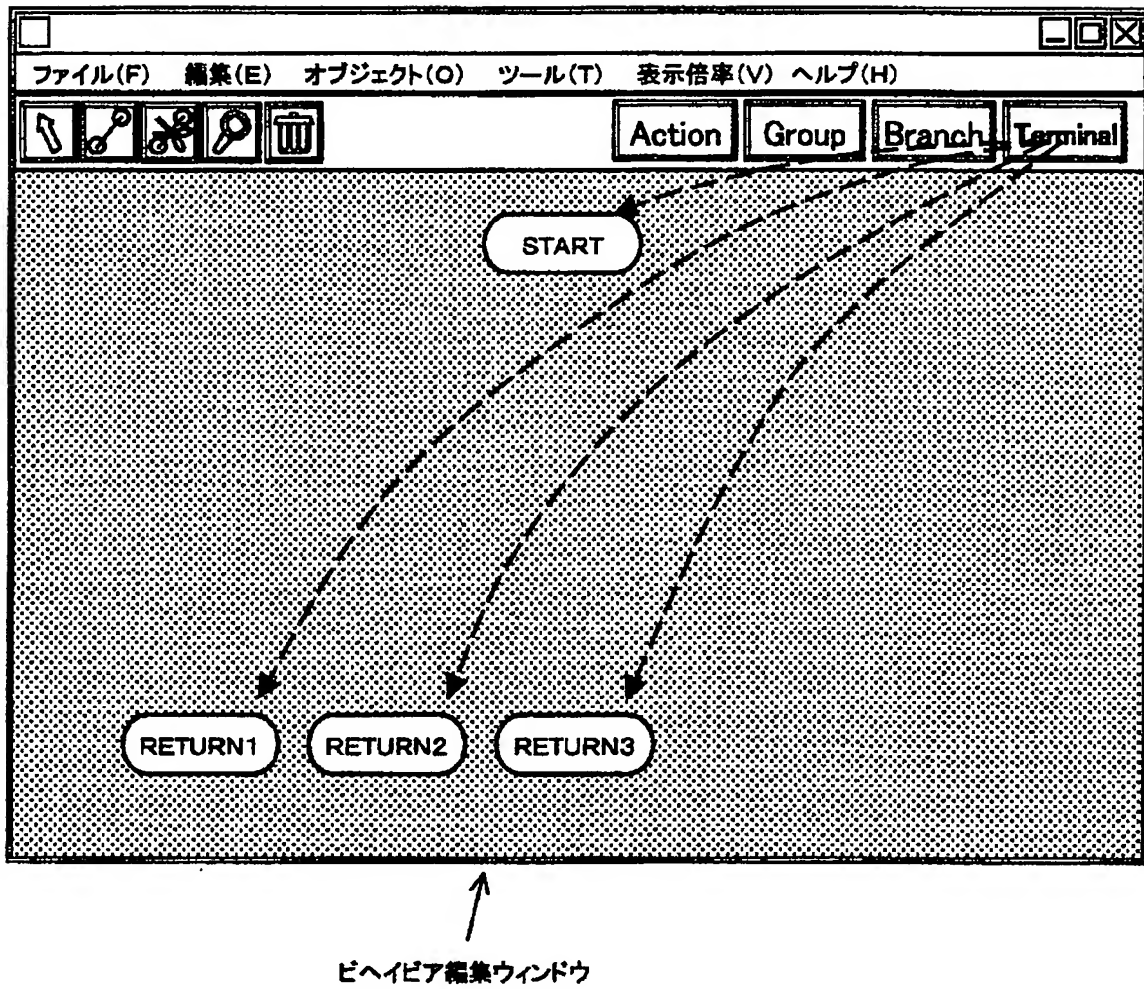 ファイル(F) 編集(E) オブジェクト(O) ツール(T) 表示倍率(V) ヘルプ(H)
Action Group Branch Terminal
START
RETURN1 RETURN2 RETURN3
ビヘイビア編集ウィンドウ